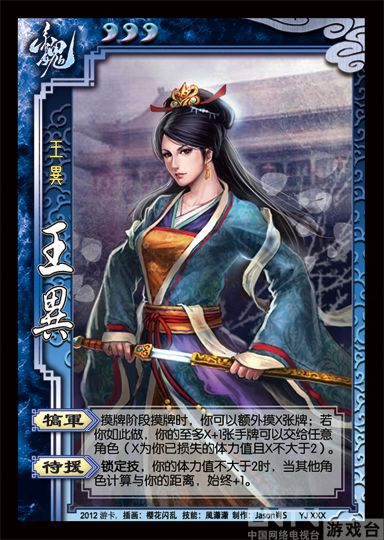 魏
王異
王異
犒軍
摸牌阶段摸牌时，你可以额外摸X张牌；若
你如此做，你的至多X+1张手牌可以交给任意
角色（X为你已损失的体力值且X不大于2）。
待援
锁定技，你的体力值不大于2时，当其他
角色计算与你的距离，始终+1。
2012 游卡. 插画：樱花闪乱 技能：風瀟瀟 制作：Jason刺S YJ XXX
中国网络电视台
游戏台